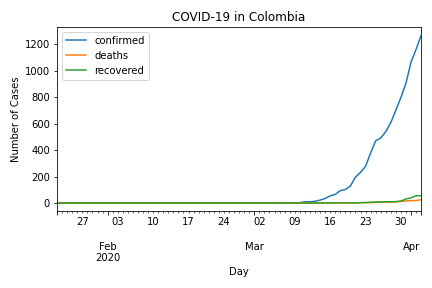 COVID-19 in Colombia
confirmed
deaths
recovered
Number of Cases
1200
1000
800
600
400
200
0
27 03 10 17 24 02 09 16 23 30
Feb Mar Apr
2020
Day